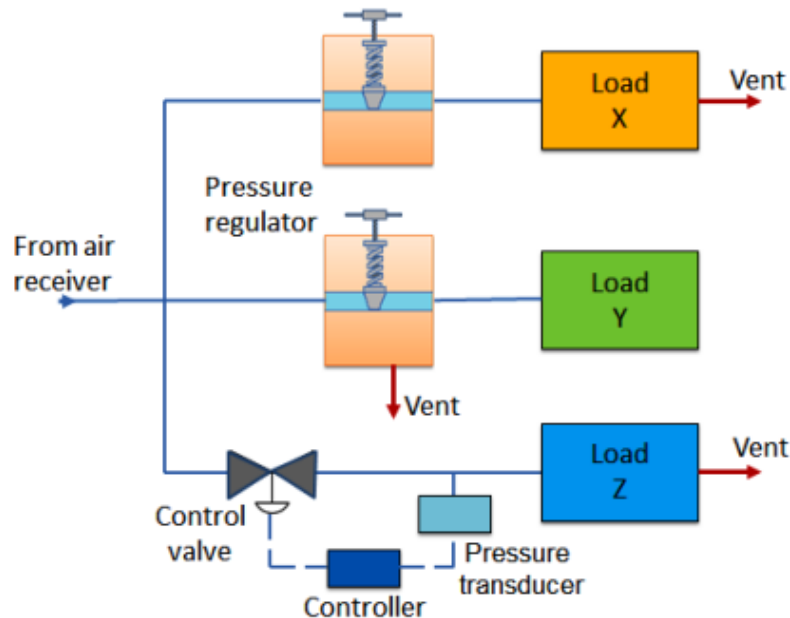 Load
X
Vent
Pressure
regulator
From air
receiver
Load
Y
Vent
Load
Z
Vent
Control
valve
Pressure
transducer
Controller